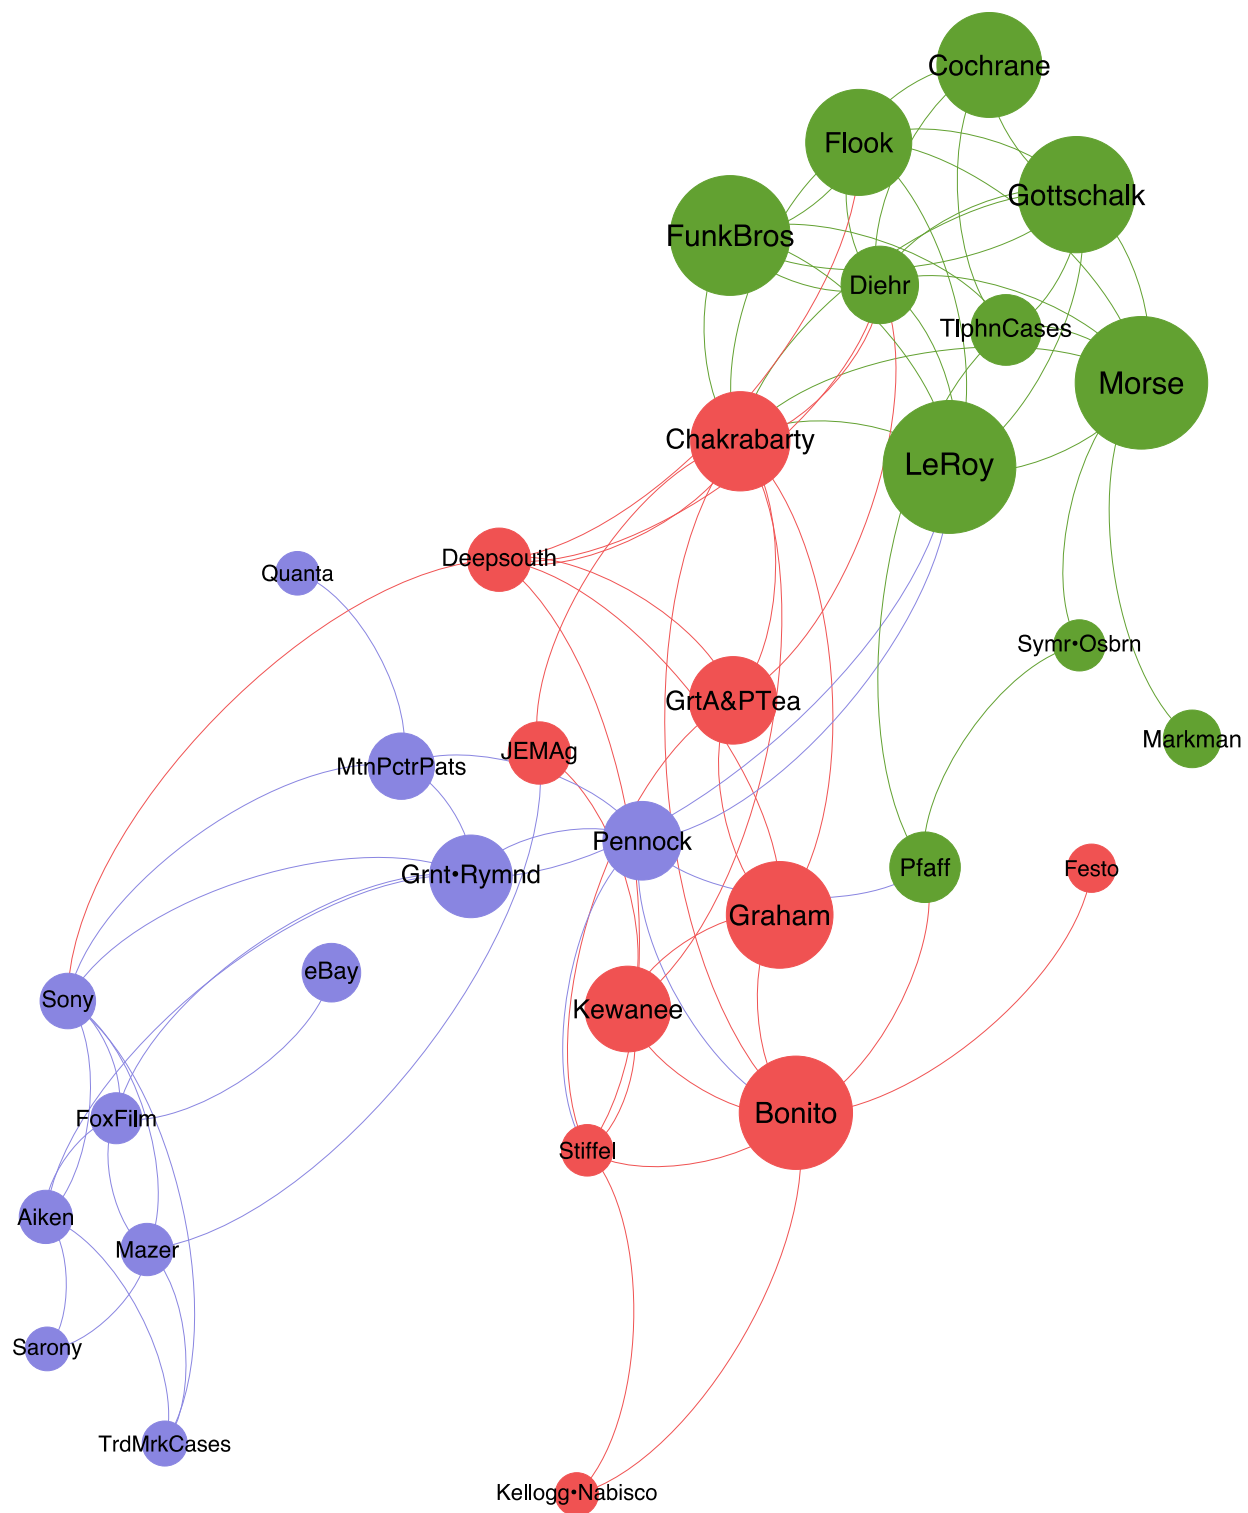 Cochrane
Flook
Gottschalk
FunkBros
Diehr
TlphnCases
Morse
Chakrabarty
LeRoy
Deepsouth
Quanta
Symr•Osbrn
GrtA&PTea
Markman
JEMAg
MtnPctrPats
Pennock
Pfaff
Festo
Grnt•Rymnd
Graham
eBay
Sony
Kewanee
Bonito
FoxFilm
Stiffel
Aiken
Mazer
Sarony
TrdMrkCases
Kellogg•Nabisco